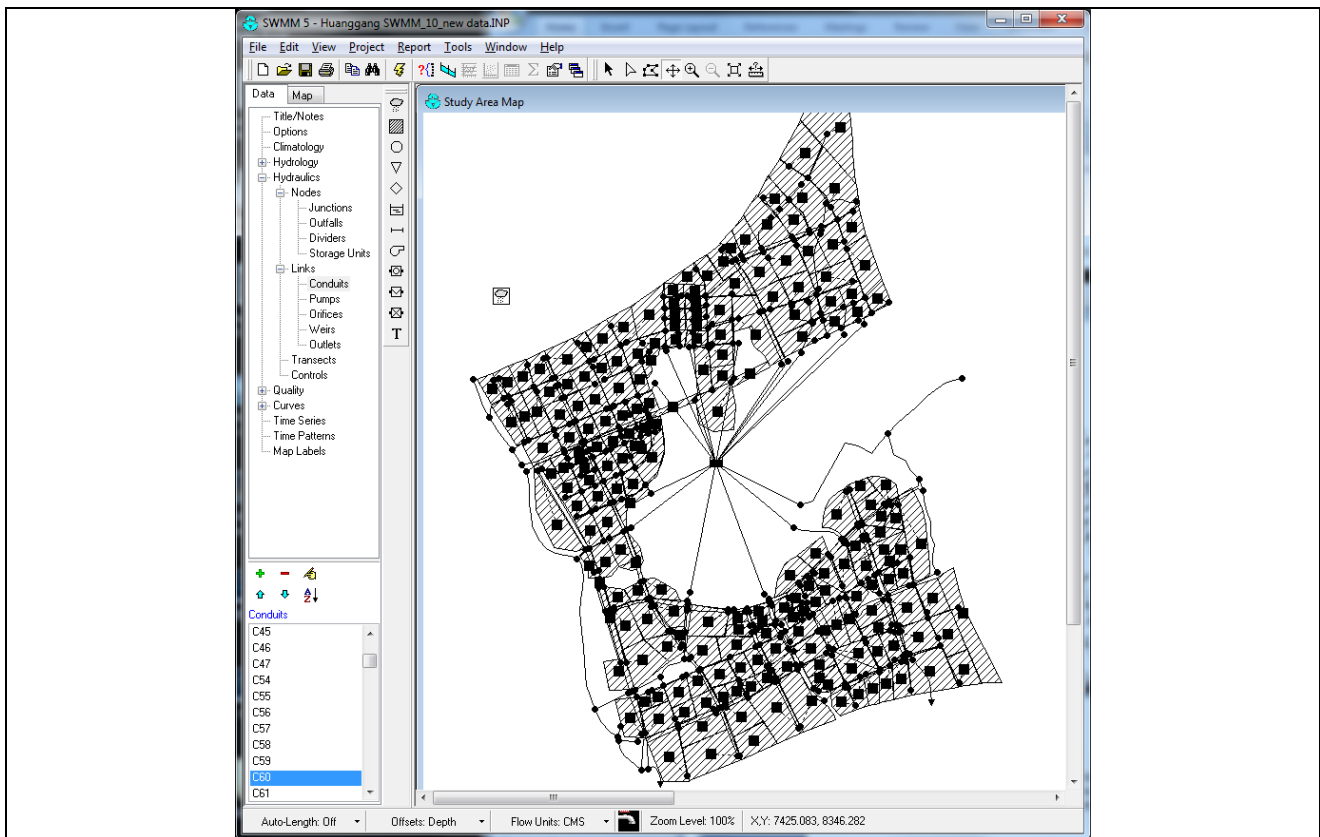 SWMM 5 - Huanggang SWMM_10_new data.INP
File Edit View Project Report Tools Window Help
Data Map
Study Area Map
Title/Notes
Options
Climatology
Hydrology
Hydraulics
Nodes
Junctions
Outfalls
Dividers
Storage Units
Links
Conduits
Pumps
Orifices
Weirs
Outlets
Transects
Controls
Quality
Curves
Time Series
Time Patterns
Map Labels
T
Conduits
C45
C46
C47
C54
C55
C56
C57
C58
C59
C60
C61
Auto-Length: Off Offsets: Depth Flow Units: CMS Zoom Level: 100% X,Y: 7425.083, 8346.282